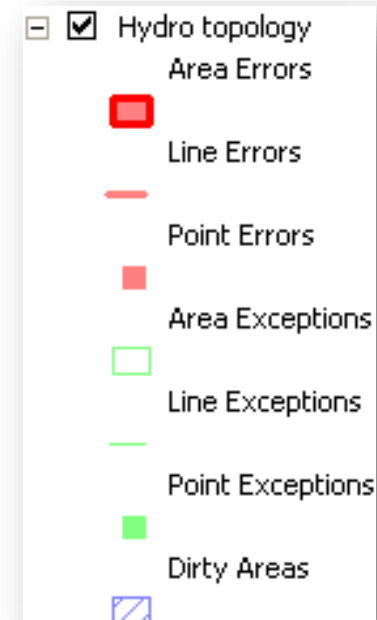 Hydro topology
Area Errors
Line Errors
Point Errors
Area Exceptions
Line Exceptions
Point Exceptions
Dirty Areas